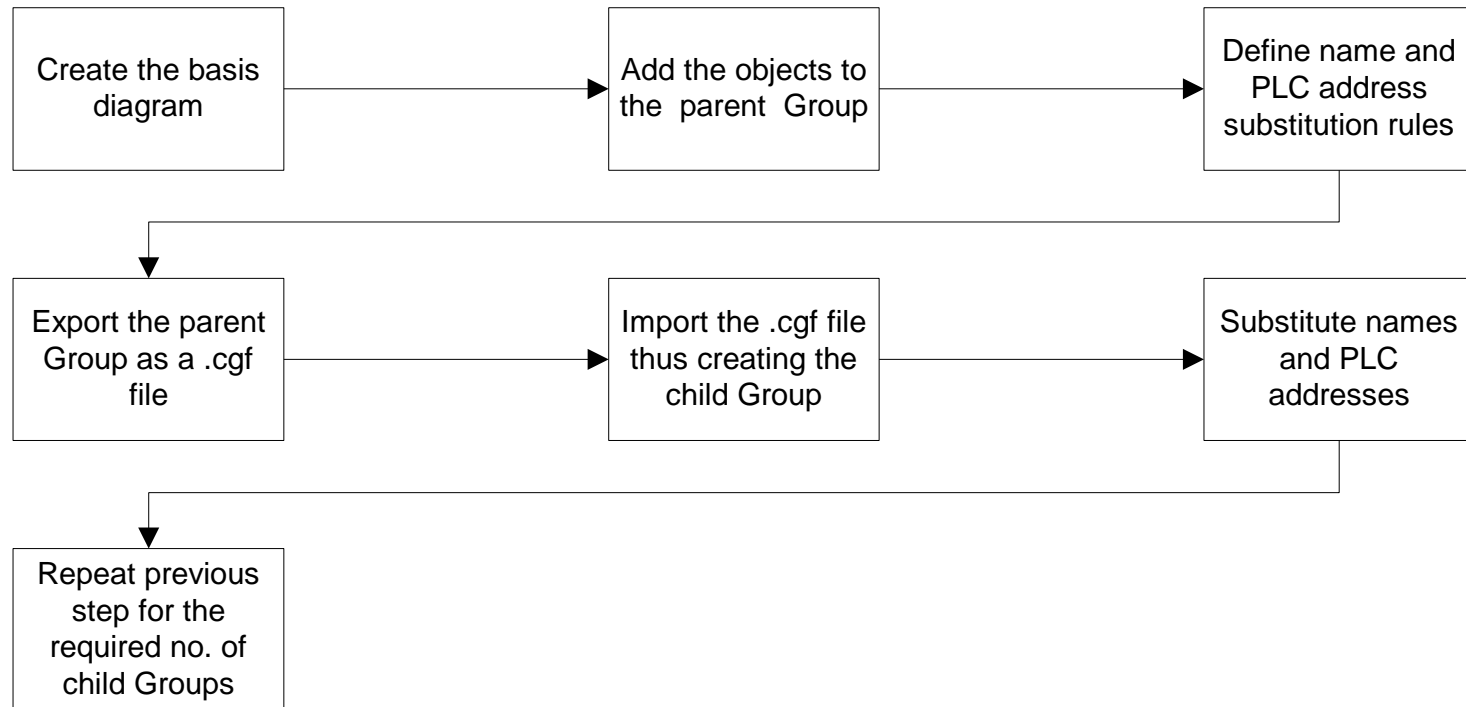 Create the basis
diagram
Add the objects to
the parent Group
Define name and
PLC address
substitution rules
Export the parent
Group as a .cgf
file
Import the .cgf file
thus creating the
child Group
Substitute names
and PLC
addresses
Repeat previous
step for the
required no. of
child Groups